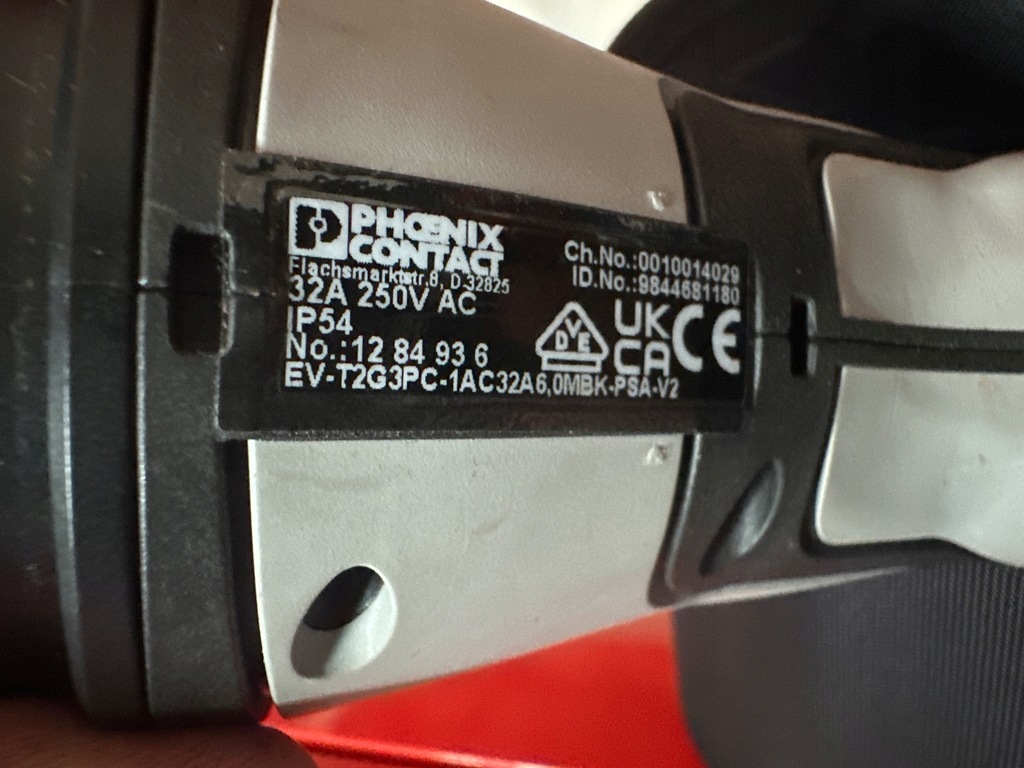 PHŒNIX
CONTACT
Flachsmarktstr.8, D 32825
32A 250V AC
IP54
No.:12 84 93 6
EV-T2G3PC-1AC32A6,0MBK-PSA-V2
Ch.No.:0010014029
ID.No.:9844681180
VDE
UK
CA
CE